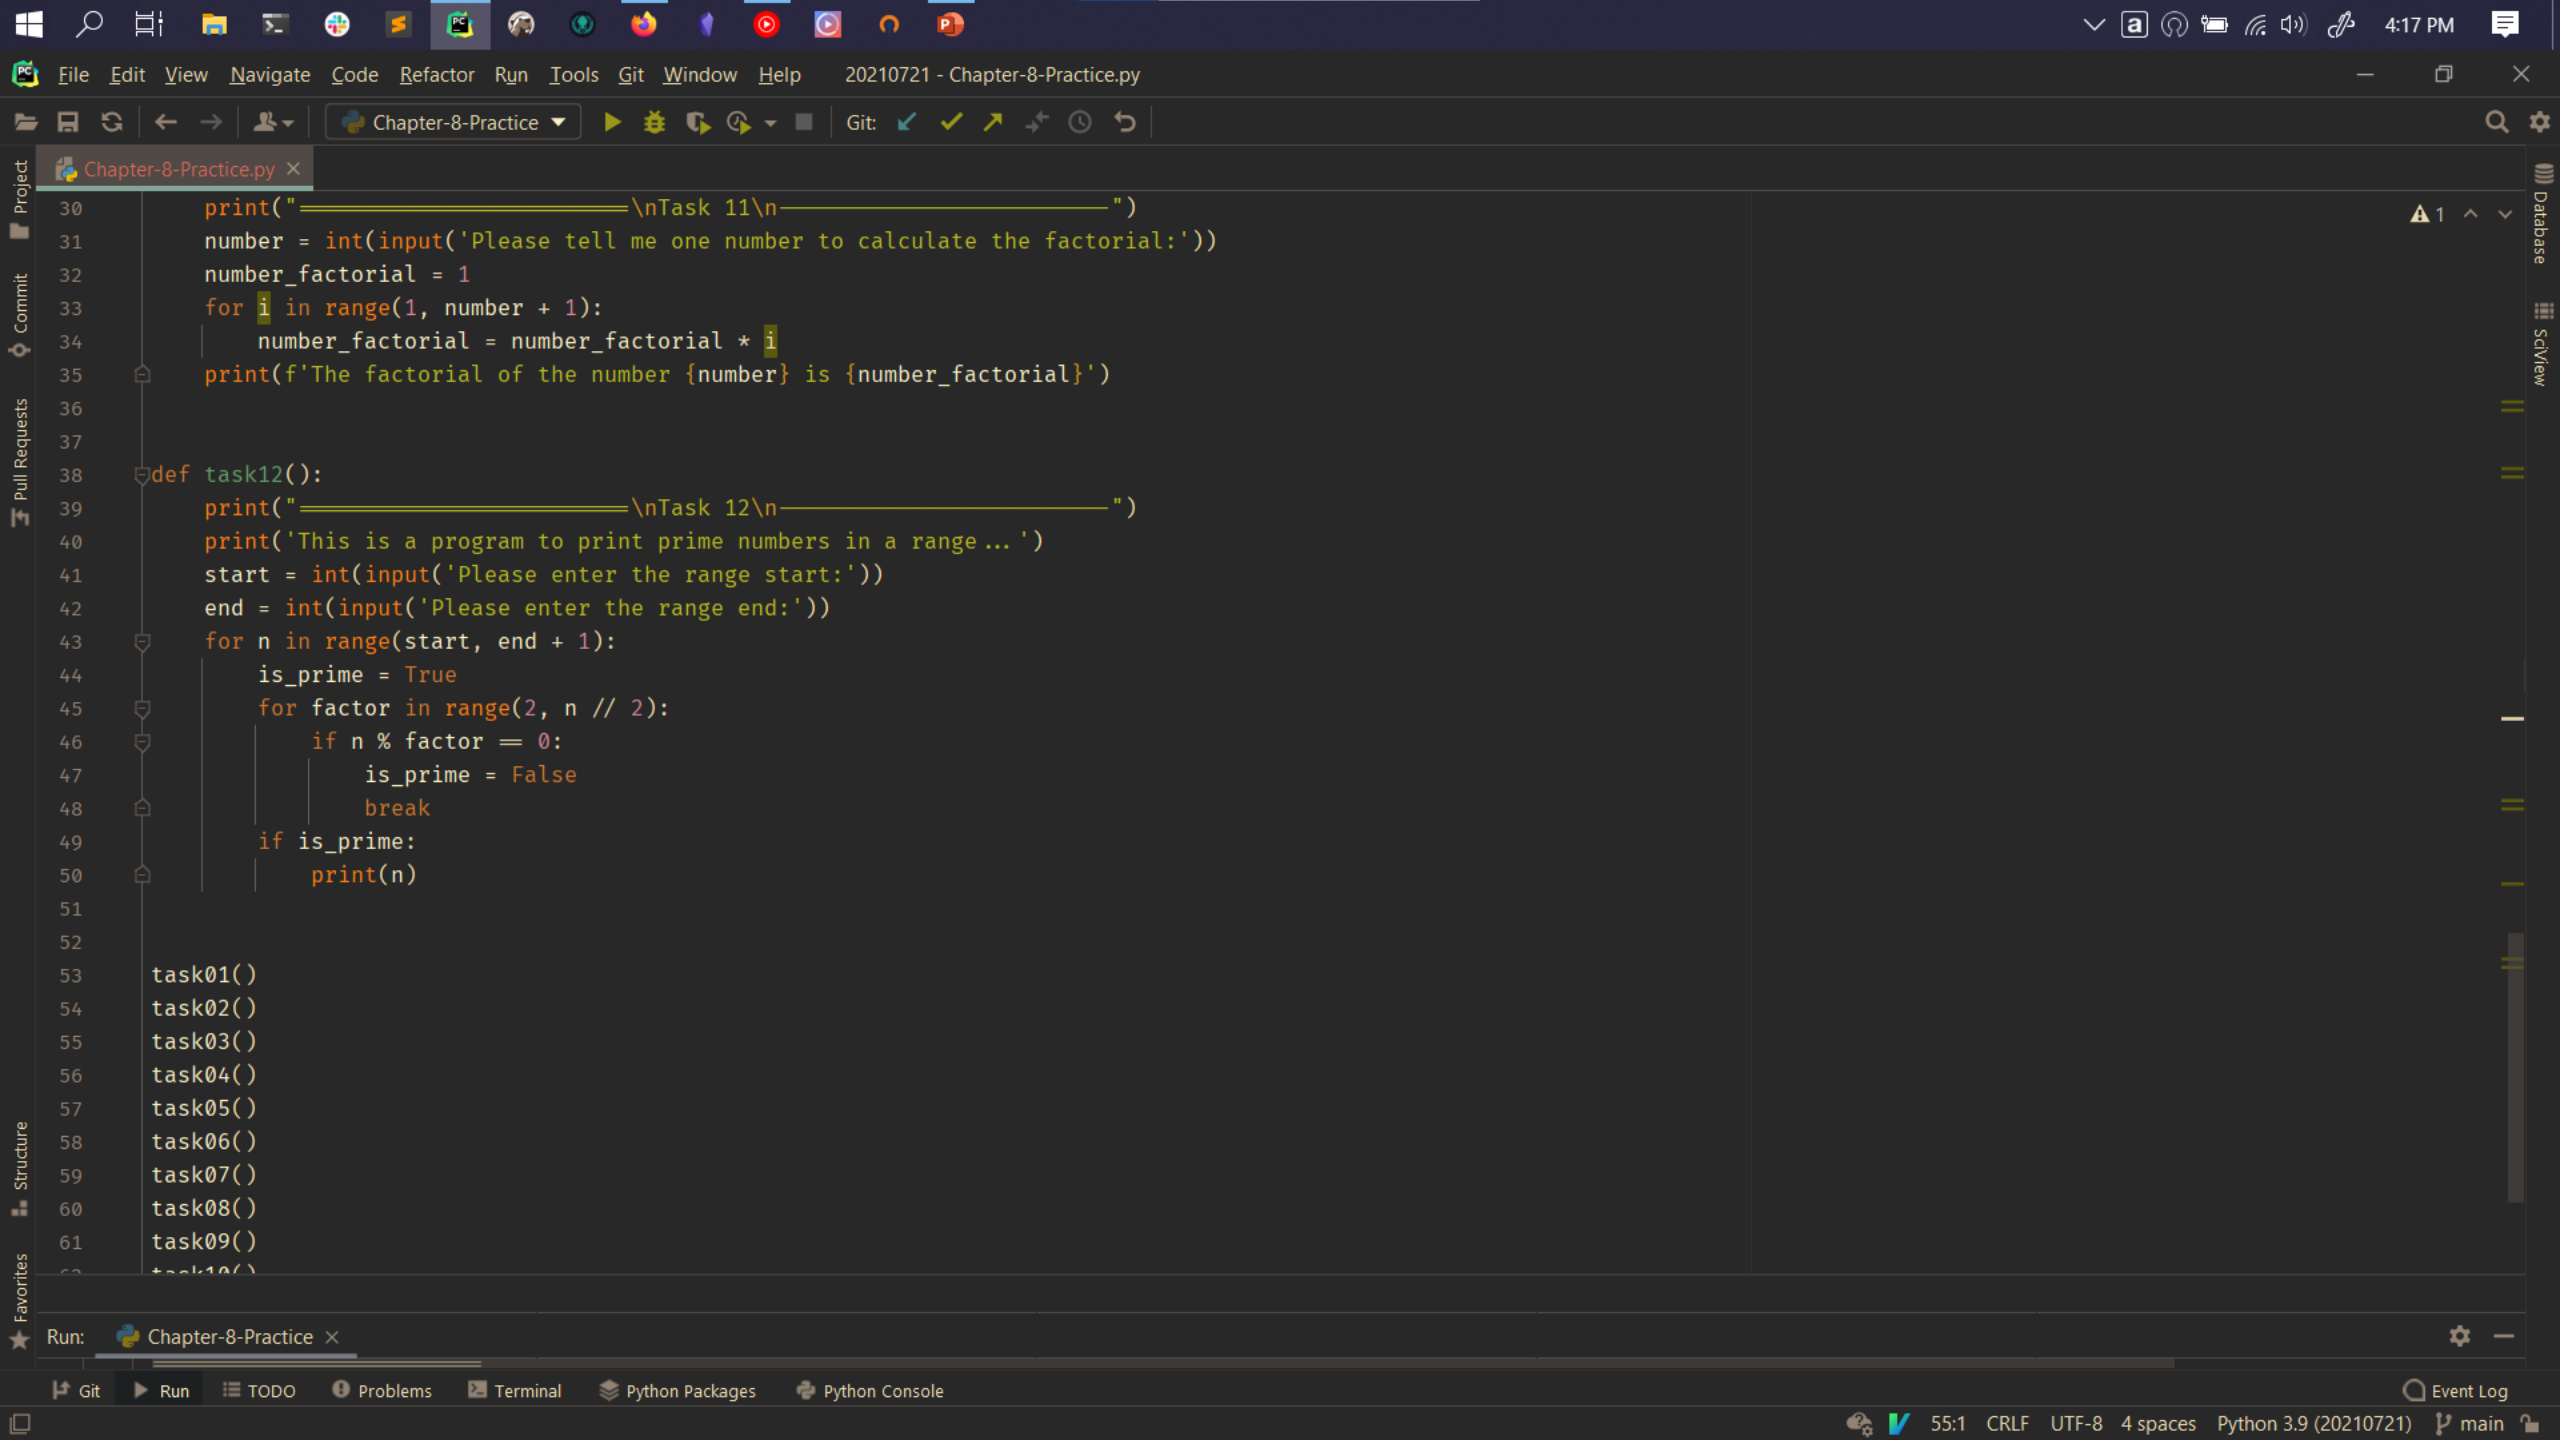 4:17 PM
File Edit View Navigate Code Refactor Run Tools Git Window Help 20210721 - Chapter-8-Practice.py
Chapter-8-Practice Git:
Chapter-8-Practice.py
Project
Commit
Pull Requests
Structure
Favorites
Database
SciView
1
30 print("=========================\nTask 11\n-------------------------")
31 number = int(input('Please tell me one number to calculate the factorial:'))
32 number_factorial = 1
33 for i in range(1, number + 1):
34 number_factorial = number_factorial * i
35 print(f'The factorial of the number {number} is {number_factorial}')
36
37
38 def task12():
39 print("=========================\nTask 12\n-------------------------")
40 print('This is a program to print prime numbers in a range...')
41 start = int(input('Please enter the range start:'))
42 end = int(input('Please enter the range end:'))
43 for n in range(start, end + 1):
44 is_prime = True
45 for factor in range(2, n // 2):
46 if n % factor == 0:
47 is_prime = False
48 break
49 if is_prime:
50 print(n)
51
52
53 task01()
54 task02()
55 task03()
56 task04()
57 task05()
58 task06()
59 task07()
60 task08()
61 task09()
62 task10()
Run: Chapter-8-Practice
Git Run TODO Problems Terminal Python Packages Python Console Event Log
55:1 CRLF UTF-8 4 spaces Python 3.9 (20210721) main